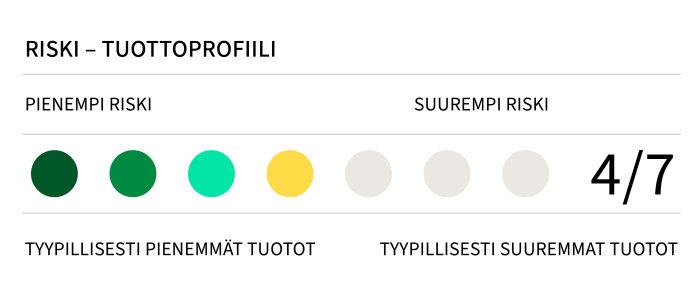 RISKI – TUOTTOPROFIILI
PIENEMPI RISKI SUUREMPI RISKI
4/7
TYYPILLISESTI PIENEMMÄT TUOTOT TYYPILLISESTI SUUREMMAT TUOTOT